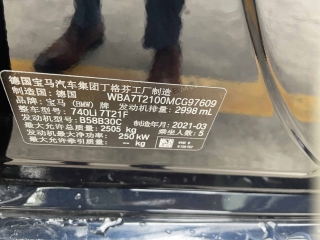 德国宝马汽车集团丁格芬工厂制造
制造国：德国 WBA7T2100MCG97609
品牌：宝马（BMW）牌 发动机排量：2998 mL
整车型号：740Li 7T21F
发动机型号：B58B30C 制造年月：2021-03
最大允许总质量：2505 kg 乘坐人数：5
发动机最大净功率：250 kW
最大允许牵引质量：-- kg